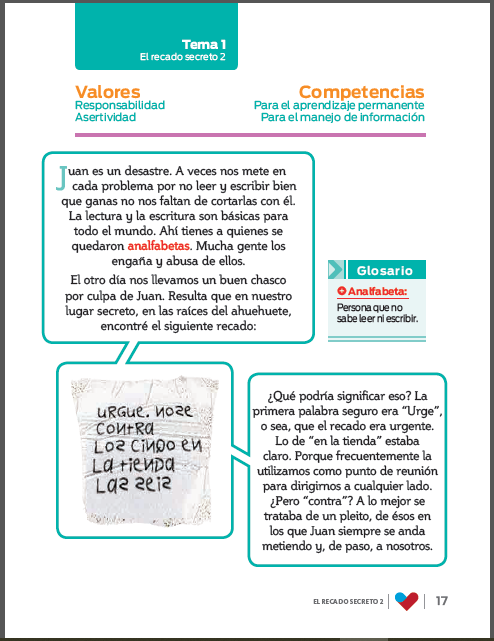 Tema 1
El recado secreto 2
Valores
Responsabilidad
Asertividad
Competencias
Para el aprendizaje permanente
Para el manejo de información
Juan es un desastre. A veces nos mete en
cada problema por no leer y escribir bien
que ganas no nos faltan de cortarlas con él.
La lectura y la escritura son básicas para
todo el mundo. Ahí tienes a quienes se
quedaron analfabetas. Mucha gente los
engaña y abusa de ellos.
El otro día nos llevamos un buen chasco
por culpa de Juan. Resulta que en nuestro
lugar secreto, en las raíces del ahuehuete,
encontré el siguiente recado:
Glosario
Analfabeta:
Persona que no
sabe leer ni escribir.
URGUE. NOSE
CONTRA
LOS CINDO EN
LA TIENDA
LAS SEIS
¿Qué podría significar eso? La
primera palabra seguro era “Urge”,
o sea, que el recado era urgente.
Lo de “en la tienda” estaba
claro. Porque frecuentemente la
utilizamos como punto de reunión
para dirigirnos a cualquier lado.
¿Pero “contra”? A lo mejor se
trataba de un pleito, de ésos en
los que Juan siempre se anda
metiendo y, de paso, a nosotros.
EL RECADO SECRETO 2
17